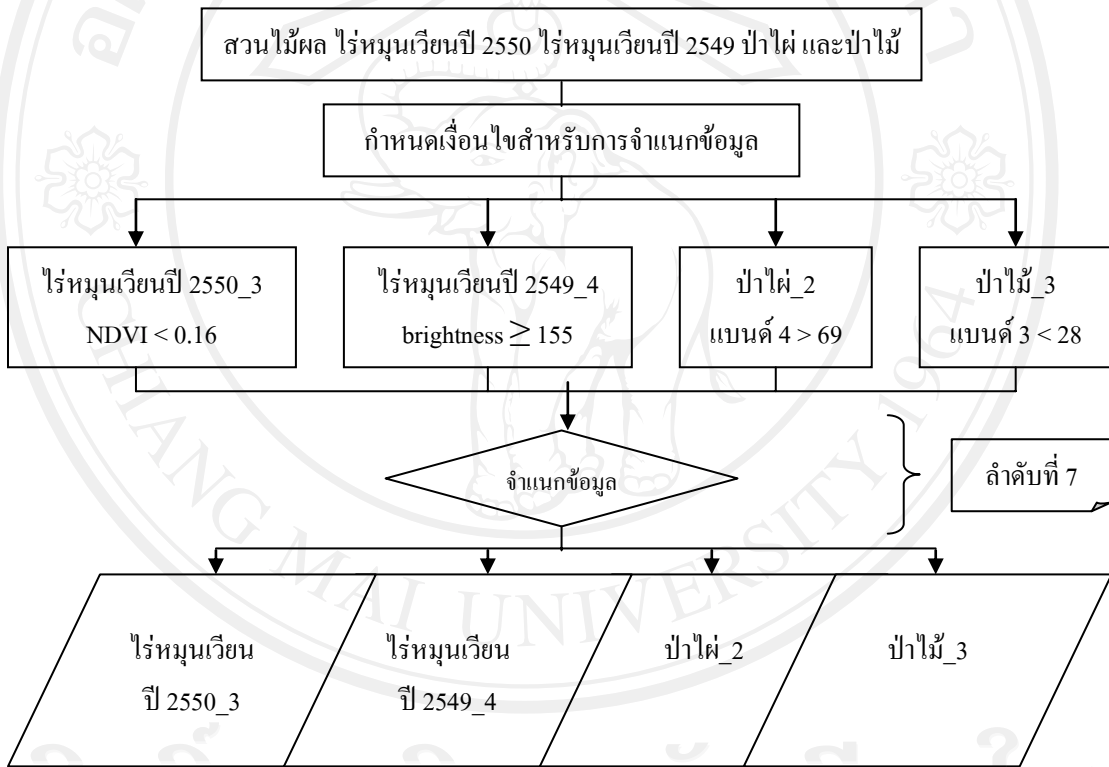 สวนไม้ผล ไร่หมุนเวียนปี 2550 ไร่หมุนเวียนปี 2549 ป่าไผ่ และป่าไม้
กำหนดเงื่อนไขสำหรับการจำแนกข้อมูล
ไร่หมุนเวียนปี 2550_3
NDVI < 0.16
ไร่หมุนเวียนปี 2549_4
brightness ≥ 155
ป่าไผ่_2
แบนด์ 4 > 69
ป่าไม้_3
แบนด์ 3 < 28
จำแนกข้อมูล
ลำดับที่ 7
ไร่หมุนเวียน
ปี 2550_3
ไร่หมุนเวียน
ปี 2549_4
ป่าไผ่_2
ป่าไม้_3
CHIANG MAI UNIVERSITY 1964